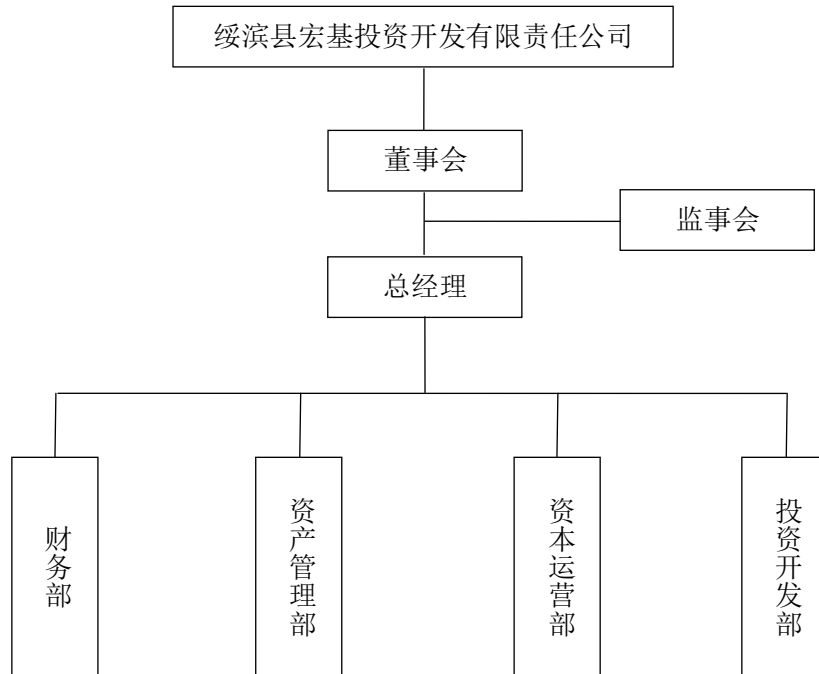 绥滨县宏基投资开发有限责任公司
董事会
监事会
总经理
财务部
资产管理部
资本运营部
投资开发部